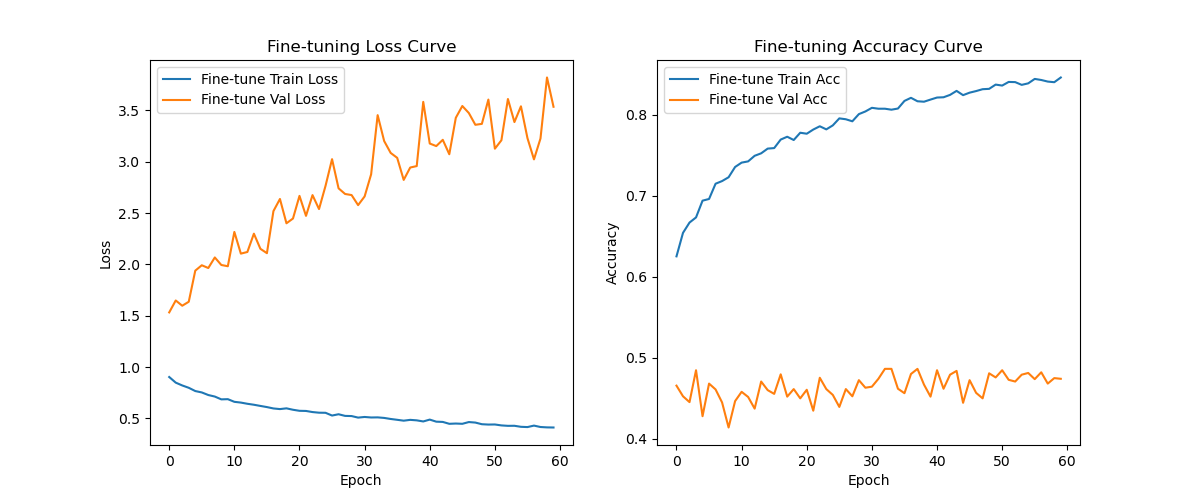 Fine-tuning Loss Curve
Fine-tune Train Loss
Fine-tune Val Loss
3.5
3.0
2.5
2.0
1.5
1.0
0.5
Loss
0 10 20 30 40 50 60
Epoch
Fine-tuning Accuracy Curve
Fine-tune Train Acc
Fine-tune Val Acc
0.8
0.7
0.6
0.5
0.4
Accuracy
0 10 20 30 40 50 60
Epoch